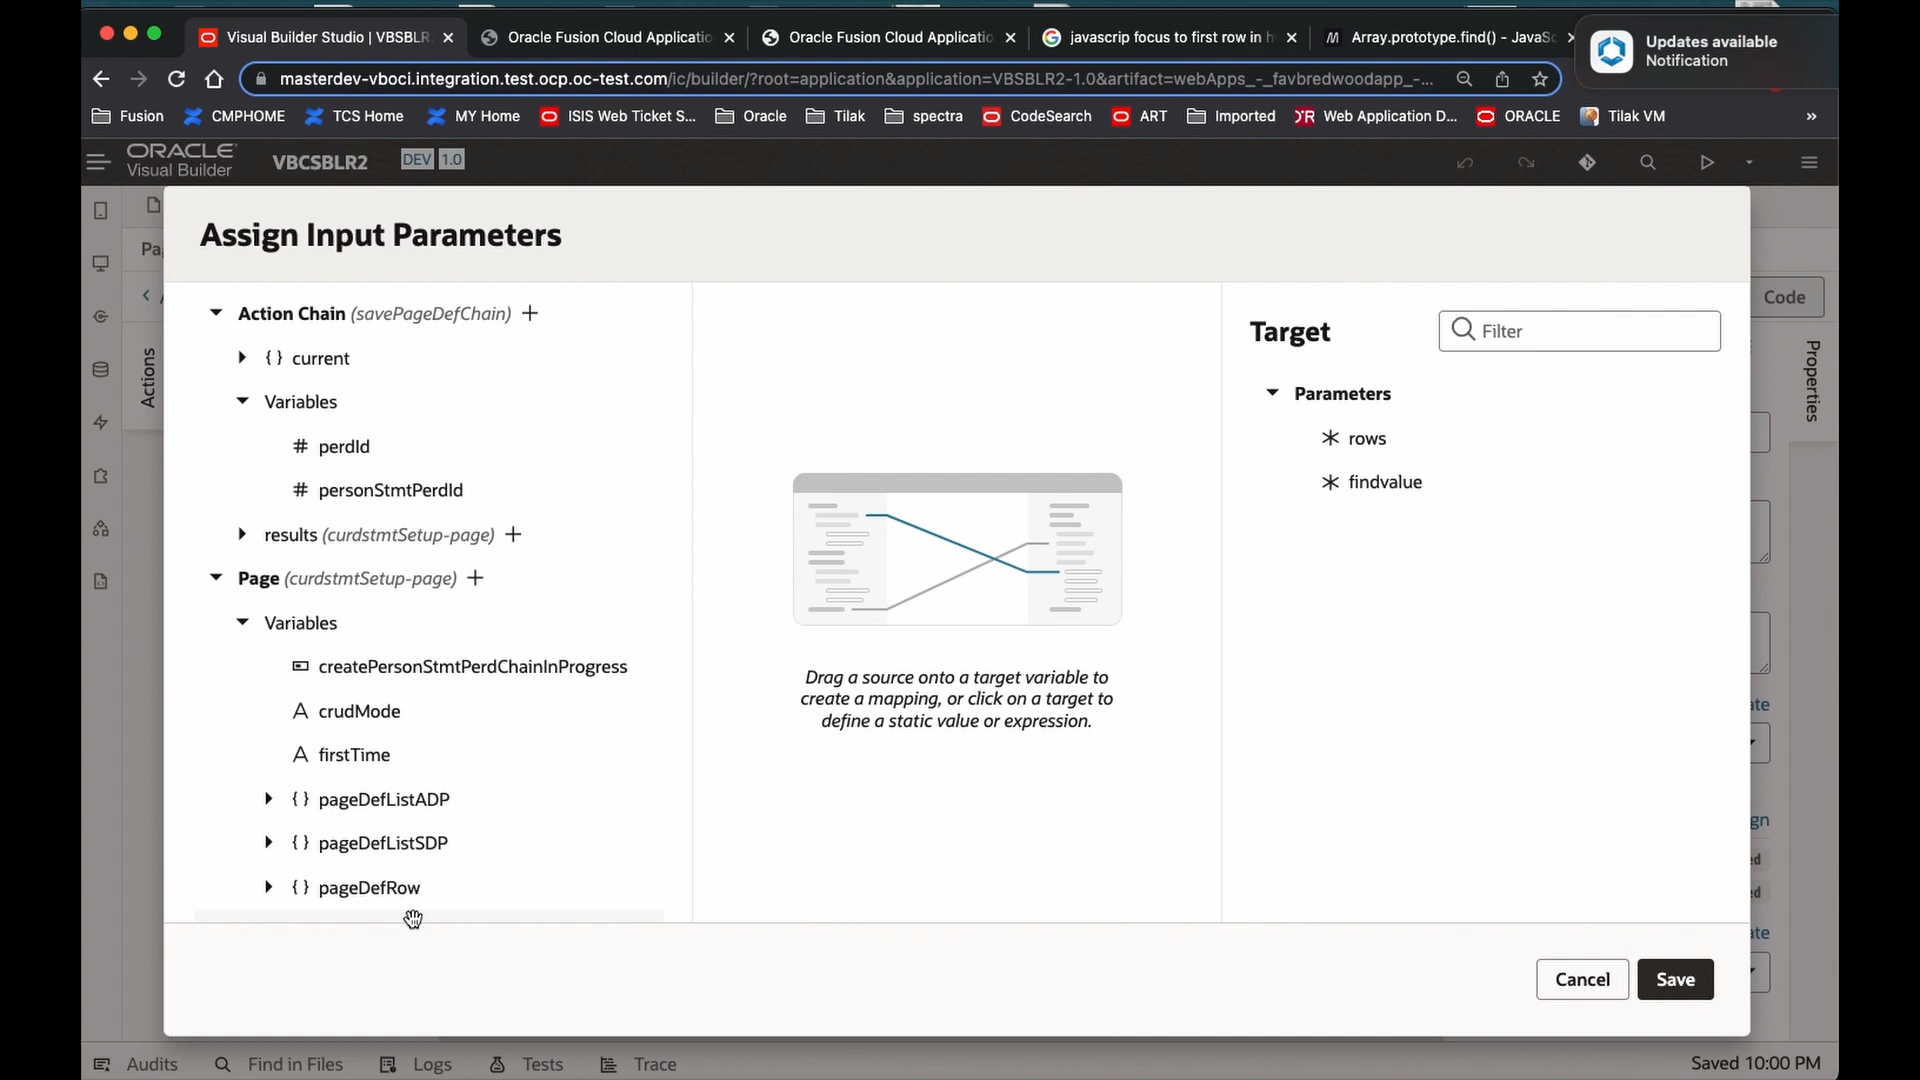 Visual Builder Studio | VBSBLR
Oracle Fusion Cloud Applicatio
Oracle Fusion Cloud Applicatio
javascrip focus to first row in h
Array.prototype.find() - JavaSc
Updates available
Notification
masterdev-vboci.integration.test.ocp.oc-test.com/ic/builder/?root=application&application=VBSBLR2-1.0&artifact=webApps_-_favbredwoodapp_-...
Fusion
CMPHOME
TCS Home
MY Home
ISIS Web Ticket S...
Oracle
Tilak
spectra
CodeSearch
ART
Imported
Web Application D...
ORACLE
Tilak VM
»
ORACLE
Visual Builder
VBCSBLR2
DEV
1.0
Pa
Code
Actions
Properties
Assign Input Parameters
Action Chain (savePageDefChain) +
{ } current
Variables
# perdId
# personStmtPerdId
results (curdstmtSetup-page) +
Page (curdstmtSetup-page) +
Variables
createPersonStmtPerdChainInProgress
A crudMode
A firstTime
{ } pageDefListADP
{ } pageDefListSDP
{ } pageDefRow
Drag a source onto a target variable to
create a mapping, or click on a target to
define a static value or expression.
Target
Filter
Parameters
rows
findvalue
ate
gn
ed
ed
ate
Cancel
Save
Audits
Find in Files
Logs
Tests
Trace
Saved 10:00 PM